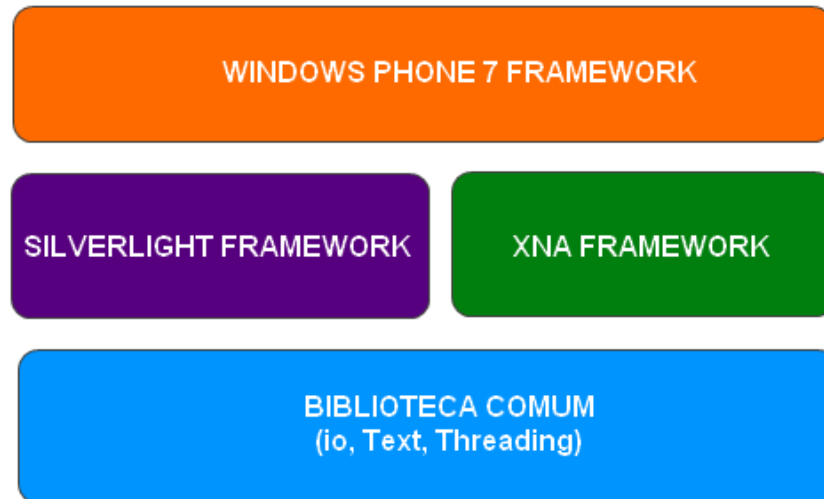 WINDOWS PHONE 7 FRAMEWORK
SILVERLIGHT FRAMEWORK
XNA FRAMEWORK
BIBLIOTECA COMUM
(io, Text, Threading)